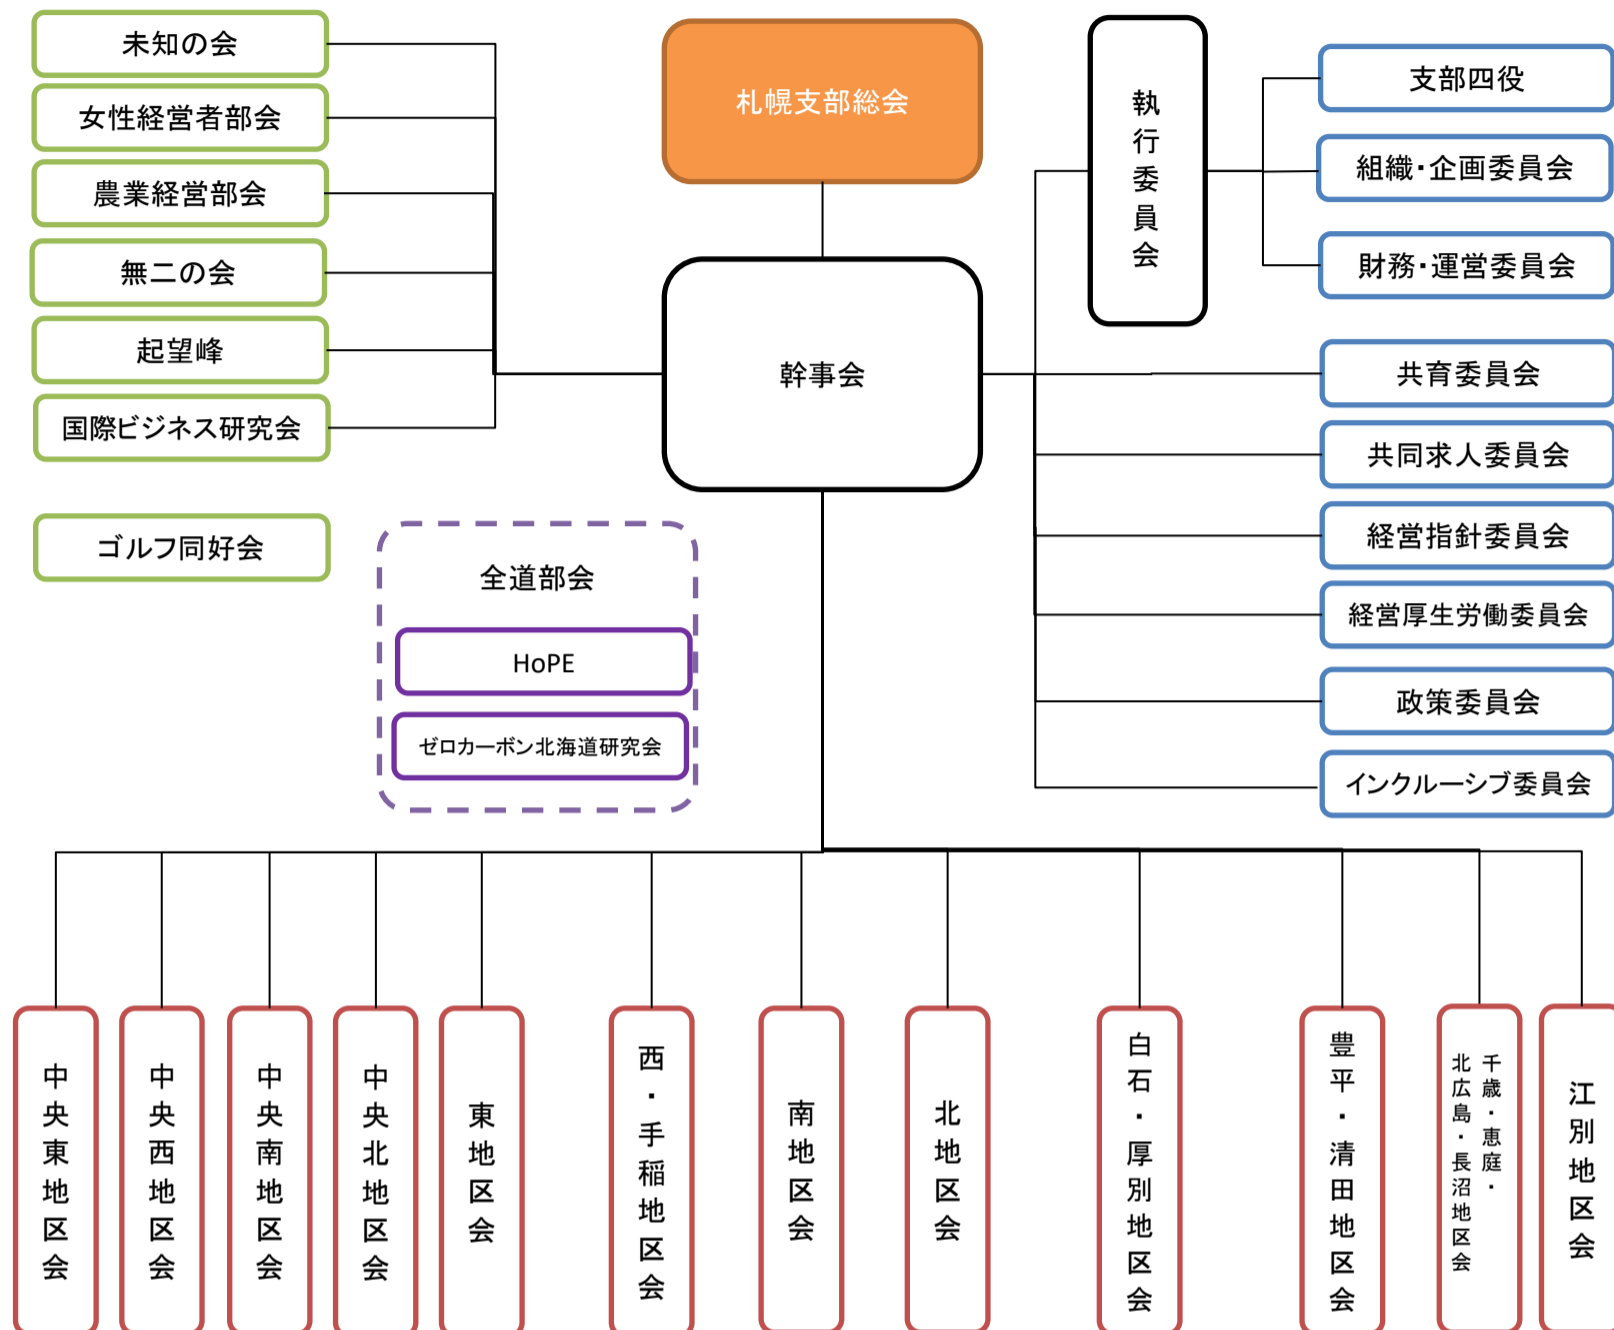 未知の会
女性経営者部会
農業経営部会
無二の会
起望峰
国際ビジネス研究会
ゴルフ同好会
札幌支部総会
幹事会
全道部会
HoPE
ゼロカーボン北海道研究会
執行委員会
支部四役
組織・企画委員会
財務・運営委員会
共育委員会
共同求人委員会
経営指針委員会
経営厚生労働委員会
政策委員会
インクルーシブ委員会
中央東地区会
中央西地区会
中央南地区会
中央北地区会
東地区会
西・手稲地区会
南地区会
北地区会
白石・厚別地区会
豊平・清田地区会
千歳・恵庭・
北広島・長沼地区会
江別地区会